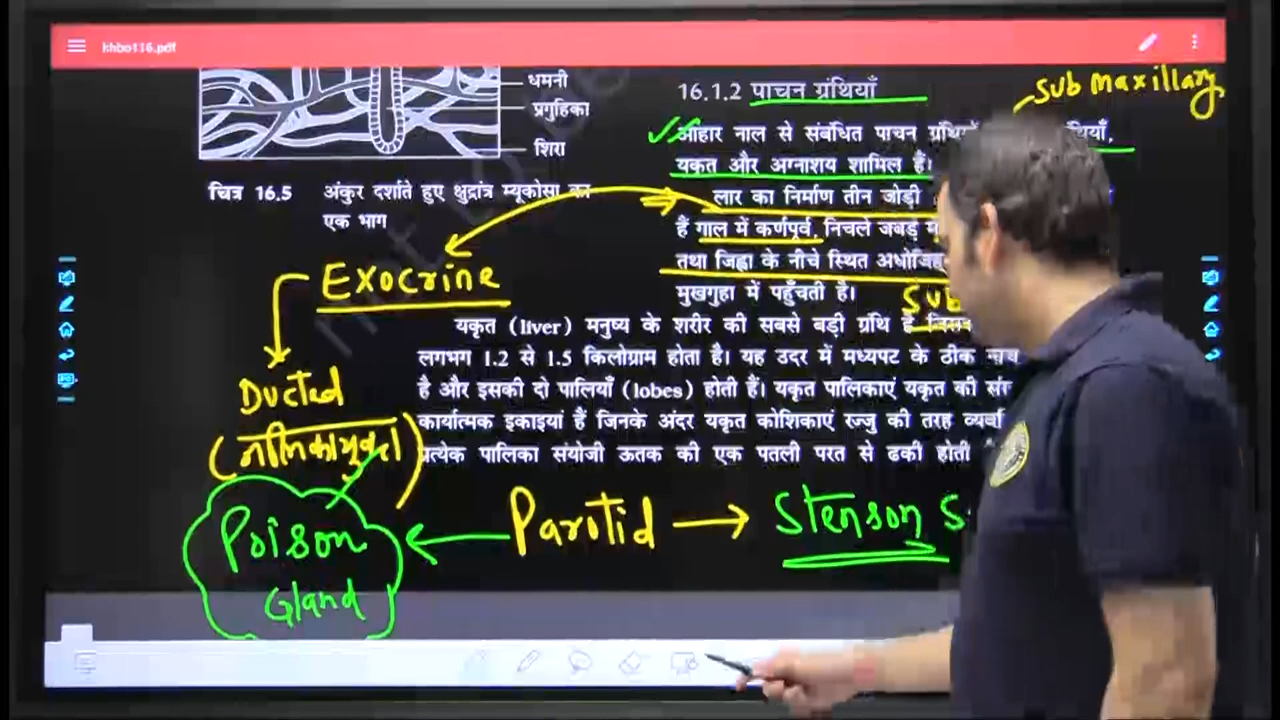 khbo116.pdf
धमनी
प्रगुहिका
शिरा
चित्र 16.5 अंकुर दर्शाते हुए क्षुद्रांत्र म्यूकोसा का
एक भाग
16.1.2 पाचन ग्रंथियाँ
Sub maxillary
आहार नाल से संबंधित पाचन
यकृत और अग्नाशय शामिल हैं।
लार का निर्माण तीन जोड़ी
हैं गाल में कर्णपूर्व, निचले जबड़े
तथा जिह्वा के नीचे स्थित
मुखगुहा में पहुँचती है।
Sub
Exocrine
यकृत (liver) मनुष्य के शरीर की सबसे बड़ी ग्रंथि है
लगभग 1.2 से 1.5 किलोग्राम होता है। यह उदर में मध्यपट के ठीक
है और इसकी दो पालियाँ (lobes) होती हैं। यकृत पालिकाएं यकृत की
कार्यात्मक इकाइयां हैं जिनके अंदर यकृत कोशिकाएं रज्जु की तरह
प्रत्येक पालिका संयोजी ऊतक की एक पतली परत से ढकी होती
Ducted
(नलिकायुक्त)
Parotid → Stenson S
Poison
Gland